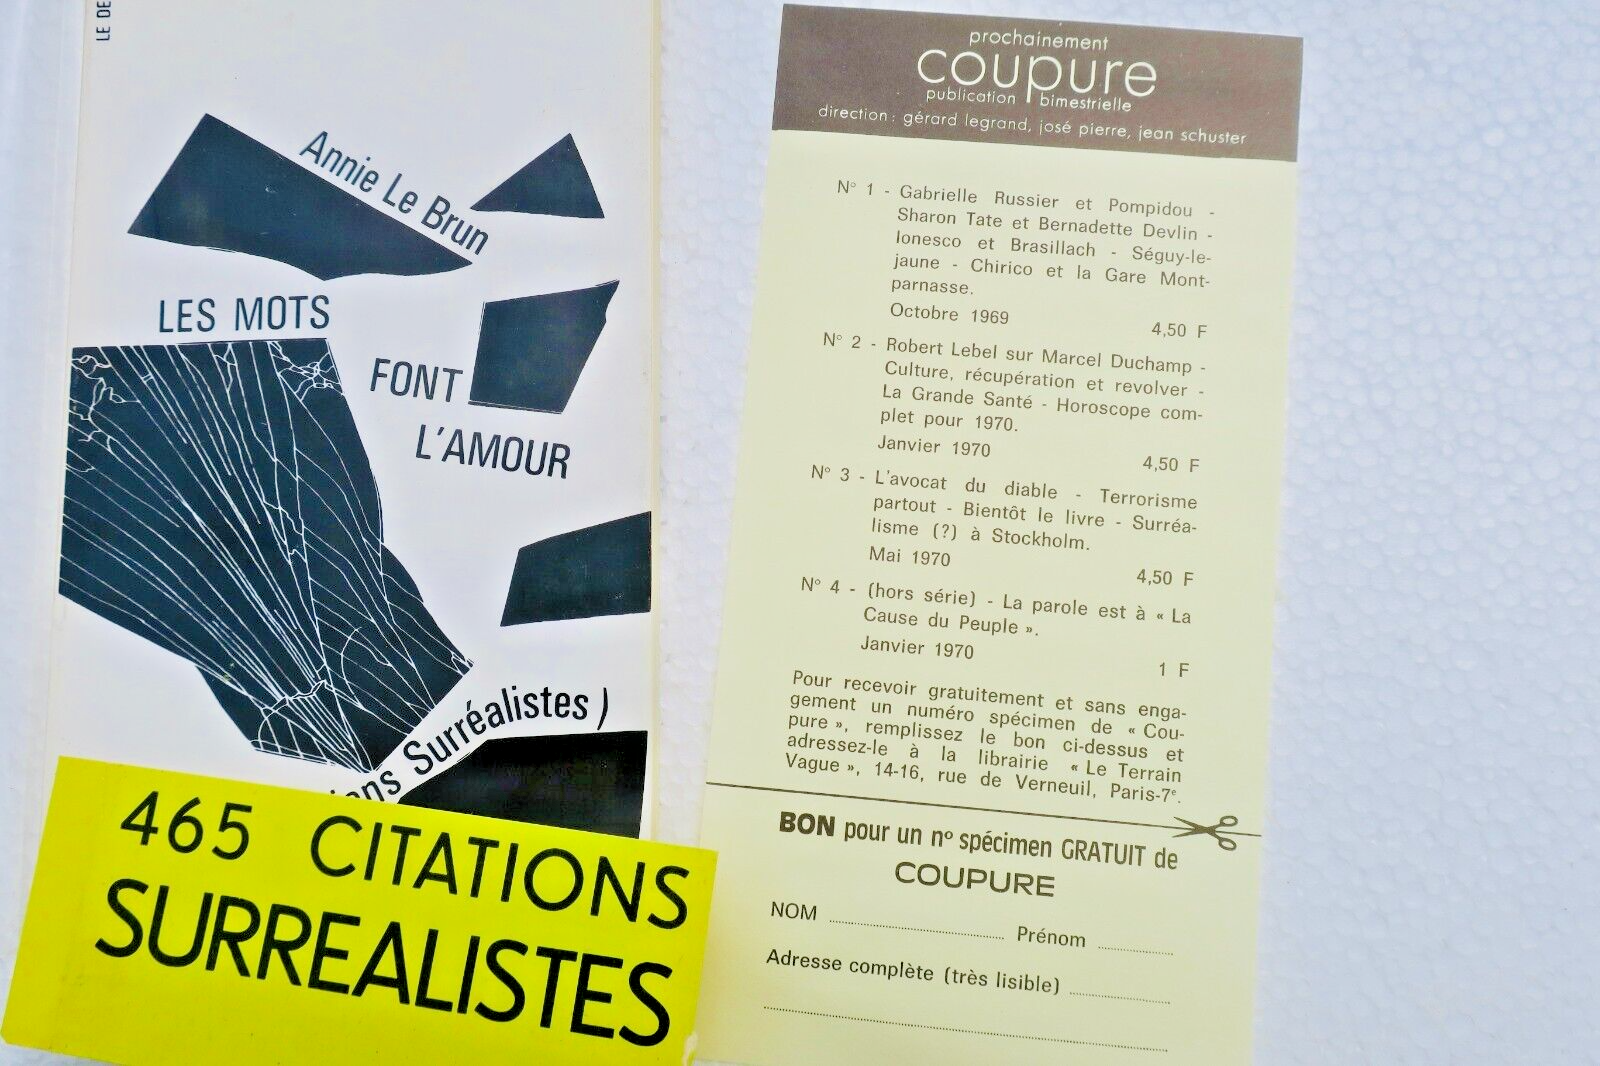 LE DE
Annie Le Brun
LES MOTS
FONT
L'AMOUR
ons Surréalistes )
465 CITATIONS
SURREALISTES
prochainement
coupure
publication bimestrielle
direction : gérard legrand, josé pierre, jean schuster
N° 1 - Gabrielle Russier et Pompidou -
Sharon Tate et Bernadette Devlin -
Ionesco et Brasillach - Séguy-le-
jaune - Chirico et la Gare Mont-
parnasse.
Octobre 1969 4,50 F
N° 2 - Robert Lebel sur Marcel Duchamp -
Culture, récupération et revolver -
La Grande Santé - Horoscope com-
plet pour 1970.
Janvier 1970 4,50 F
N° 3 - L'avocat du diable - Terrorisme
partout - Bientôt le livre - Surréa-
lisme (?) à Stockholm.
Mai 1970 4,50 F
N° 4 - (hors série) - La parole est à « La
Cause du Peuple ».
Janvier 1970 1 F
Pour recevoir gratuitement et sans enga-
gement un numéro spécimen de « Cou-
pure », remplissez le bon ci-dessus et
adressez-le à la librairie « Le Terrain
Vague », 14-16, rue de Verneuil, Paris-7e.
BON pour un n° spécimen GRATUIT de
COUPURE
NOM Prénom
Adresse complète (très lisible)